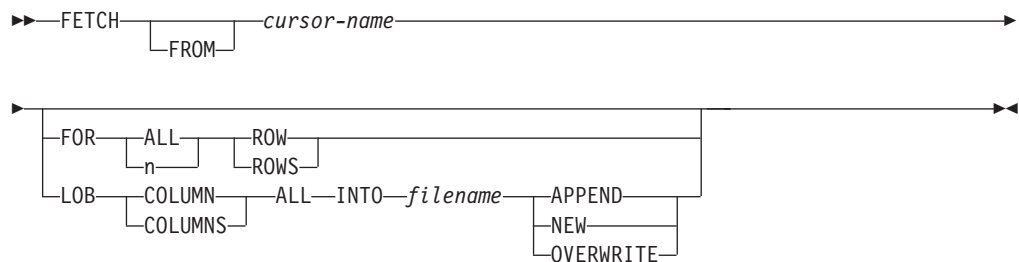 FETCH cursor-name
FROM
FOR ALL ROW
n ROWS
LOB COLUMN ALL INTO filename APPEND
COLUMNS NEW
OVERWRITE